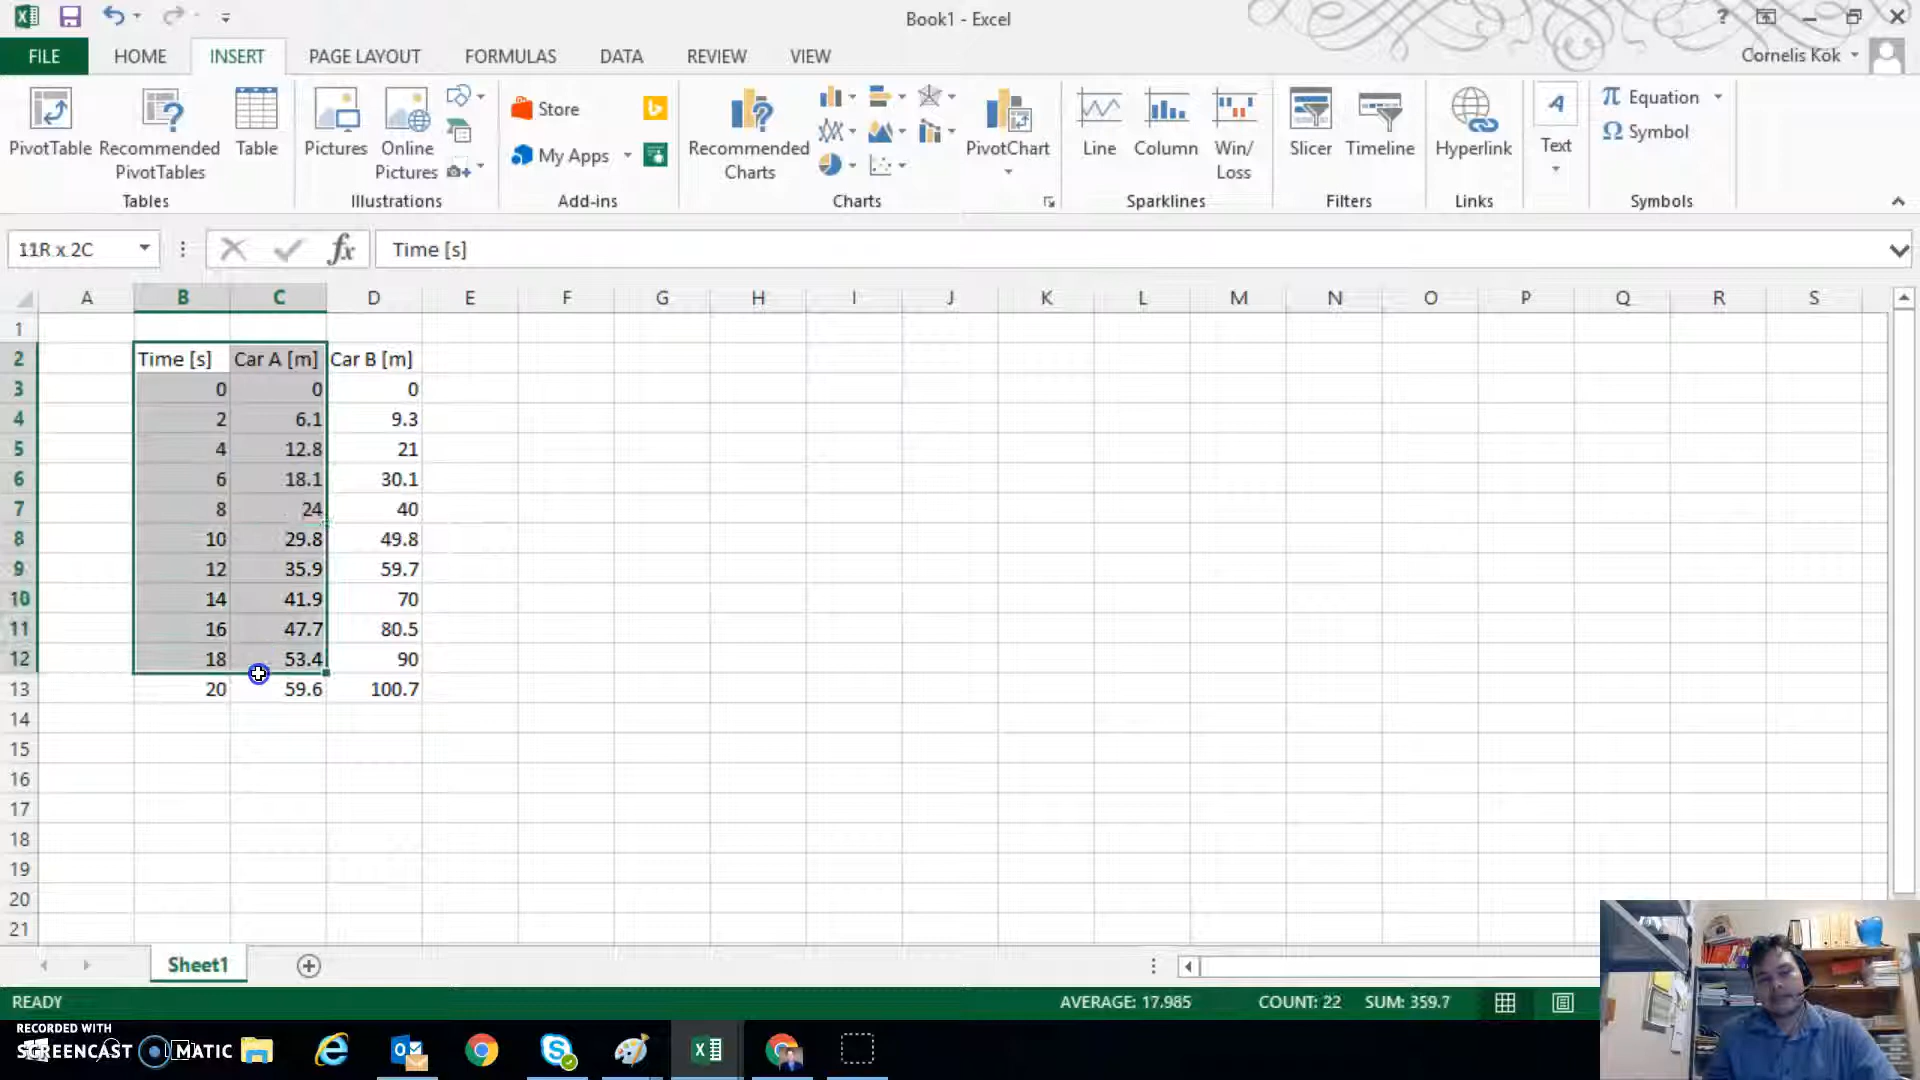 Book1 - Excel
?
FILE HOME INSERT PAGE LAYOUT FORMULAS DATA REVIEW VIEW
Cornelis Kök
PivotTable
Recommended PivotTables
Table
Tables
Pictures
Online Pictures
Illustrations
Store
My Apps
Add-ins
Recommended Charts
PivotChart
Charts
Line
Column
Win/ Loss
Sparklines
Slicer
Timeline
Filters
Hyperlink
Links
Text
π Equation
Ω Symbol
Symbols
11R x 2C
fx
Time [s]
A B C D E F G H I J K L M N O P Q R S
1
2 Time [s] Car A [m] Car B [m]
3 0 0 0
4 2 6.1 9.3
5 4 12.8 21
6 6 18.1 30.1
7 8 24 40
8 10 29.8 49.8
9 12 35.9 59.7
10 14 41.9 70
11 16 47.7 80.5
12 18 53.4 90
13 20 59.6 100.7
14
15
16
17
18
19
20
21
Sheet1
READY AVERAGE: 17.985 COUNT: 22 SUM: 359.7
RECORDED WITH
SCREENCAST MATIC